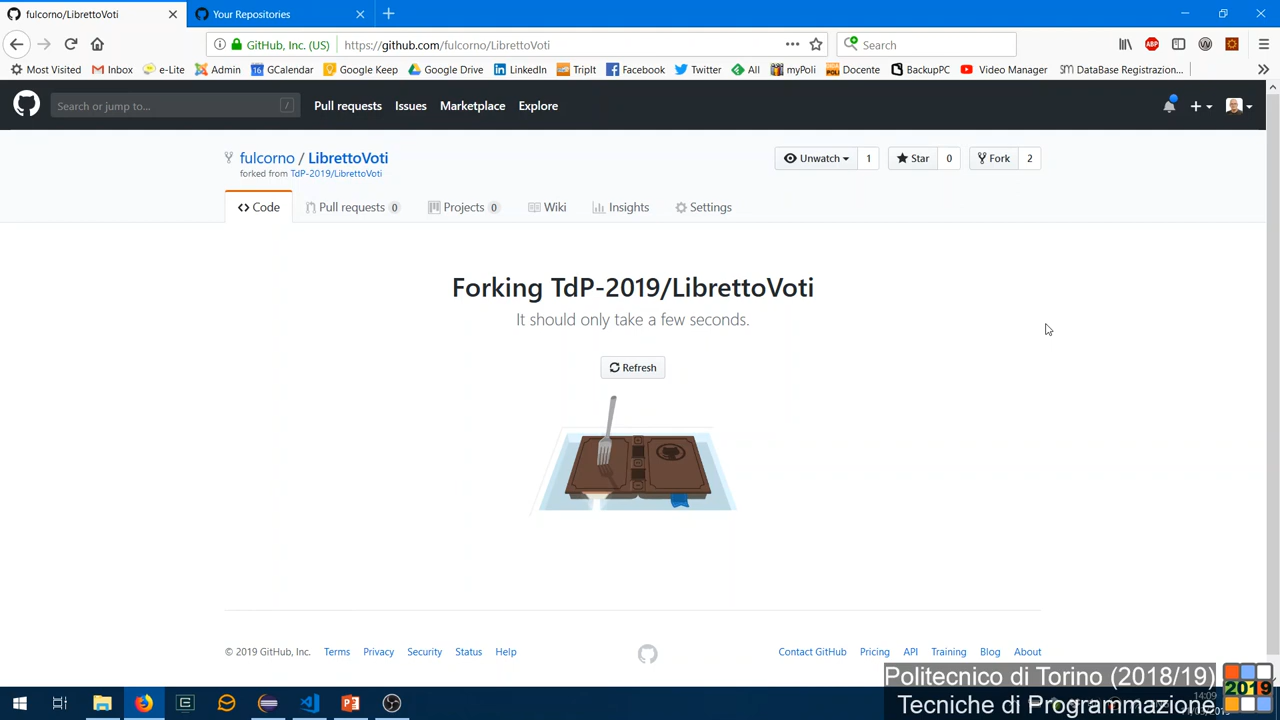 fulcorno/LibrettoVoti
Your Repositories
GitHub, Inc. (US)
https://github.com/fulcorno/LibrettoVoti
Search
Most Visited
Inbox
e-Lite
Admin
GCalendar
Google Keep
Google Drive
LinkedIn
TripIt
Facebook
Twitter
All
myPoli
Docente
BackupPC
Video Manager
DataBase Registrazion...
Search or jump to...
/
Pull requests
Issues
Marketplace
Explore
fulcorno / LibrettoVoti
forked from TdP-2019/LibrettoVoti
Unwatch 1
Star 0
Fork 2
Code
Pull requests 0
Projects 0
Wiki
Insights
Settings
Forking TdP-2019/LibrettoVoti
It should only take a few seconds.
Refresh
© 2019 GitHub, Inc.
Terms
Privacy
Security
Status
Help
Contact GitHub
Pricing
API
Training
Blog
About
Politecnico di Torino (2018/19)
Tecniche di Programmazione
2019
14:09